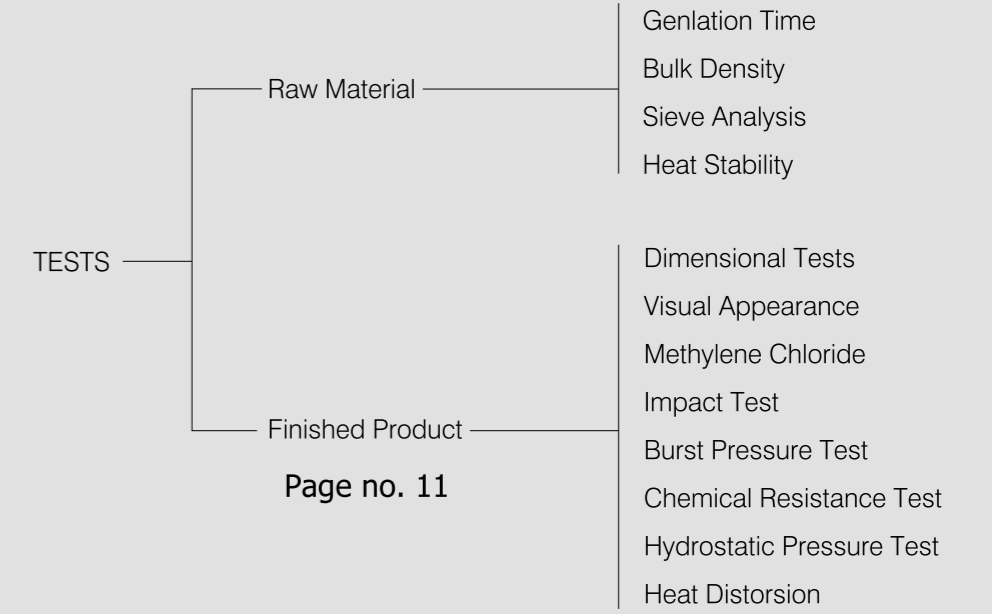 TESTS
Raw Material
Genlation Time
Bulk Density
Sieve Analysis
Heat Stability
Finished Product
Page no. 11
Dimensional Tests
Visual Appearance
Methylene Chloride
Impact Test
Burst Pressure Test
Chemical Resistance Test
Hydrostatic Pressure Test
Heat Distorsion